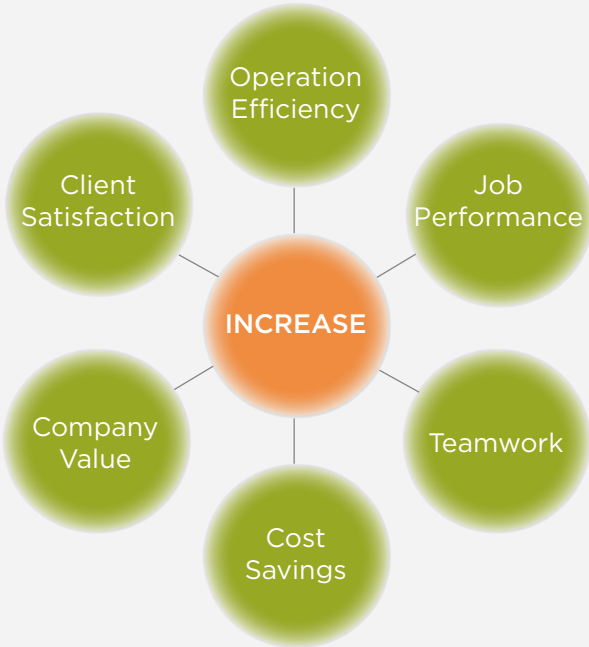 Operation
Efficiency
Client
Satisfaction
Job
Performance
INCREASE
Company
Value
Teamwork
Cost
Savings